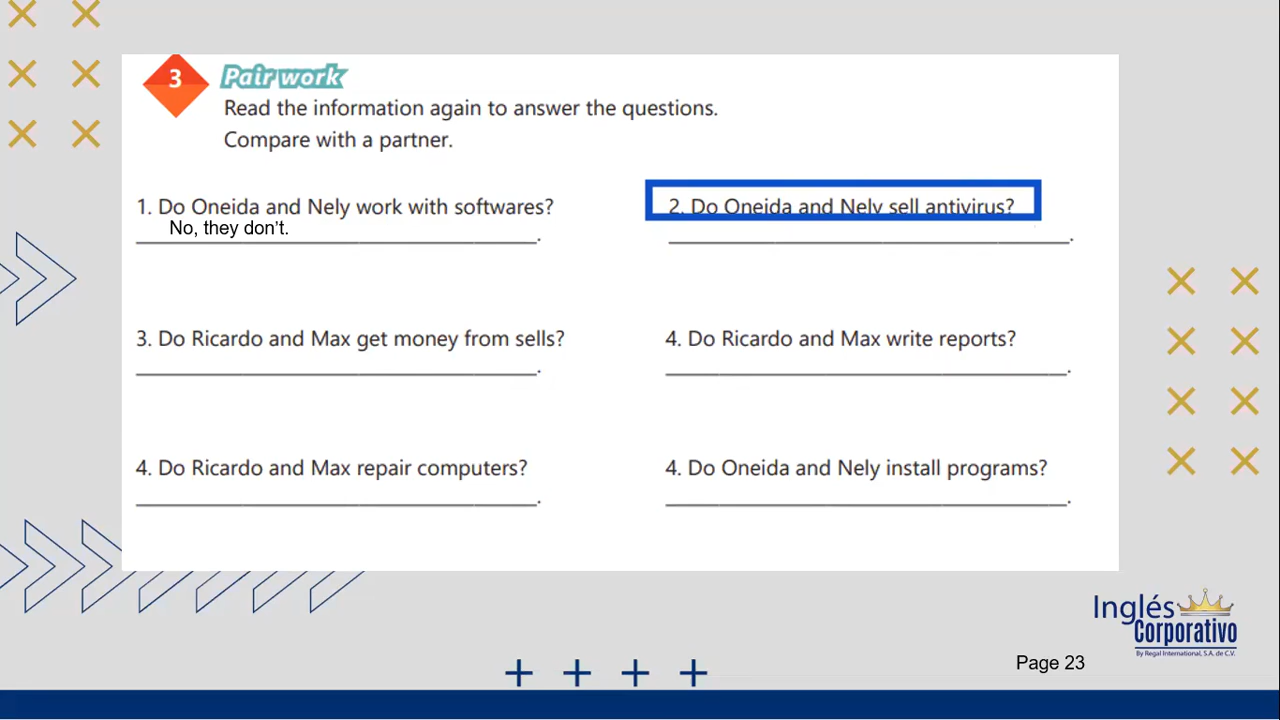 3
Pair work
Read the information again to answer the questions.
Compare with a partner.
1. Do Oneida and Nely work with softwares?
No, they don't.
2. Do Oneida and Nely sell antivirus?
3. Do Ricardo and Max get money from sells?
4. Do Ricardo and Max write reports?
4. Do Ricardo and Max repair computers?
4. Do Oneida and Nely install programs?
Inglés
Corporativo
By Regal International, S.A. de C.V.
Page 23